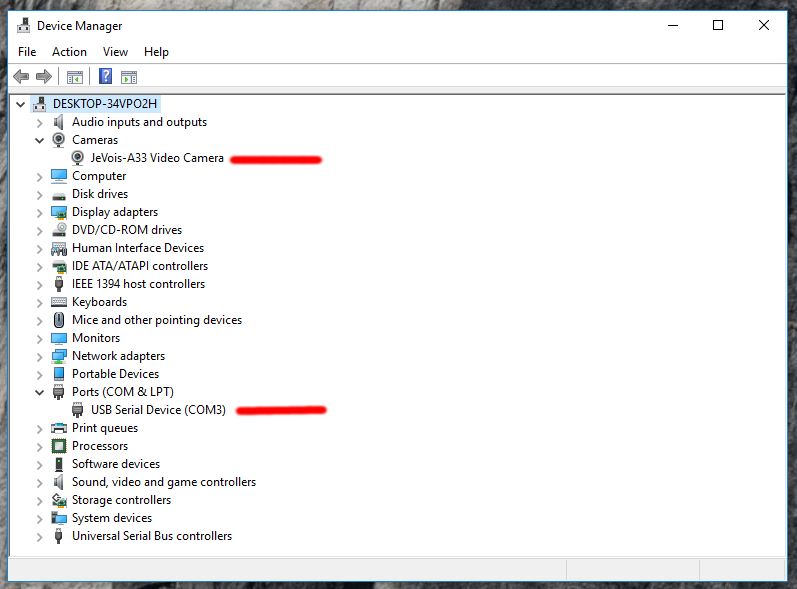 Device Manager
File Action View Help
?
DESKTOP-34VPO2H
Audio inputs and outputs
Cameras
JeVois-A33 Video Camera
Computer
Disk drives
Display adapters
DVD/CD-ROM drives
Human Interface Devices
IDE ATA/ATAPI controllers
IEEE 1394 host controllers
Keyboards
Mice and other pointing devices
Monitors
Network adapters
Portable Devices
Ports (COM & LPT)
USB Serial Device (COM3)
Print queues
Processors
Software devices
Sound, video and game controllers
Storage controllers
System devices
Universal Serial Bus controllers